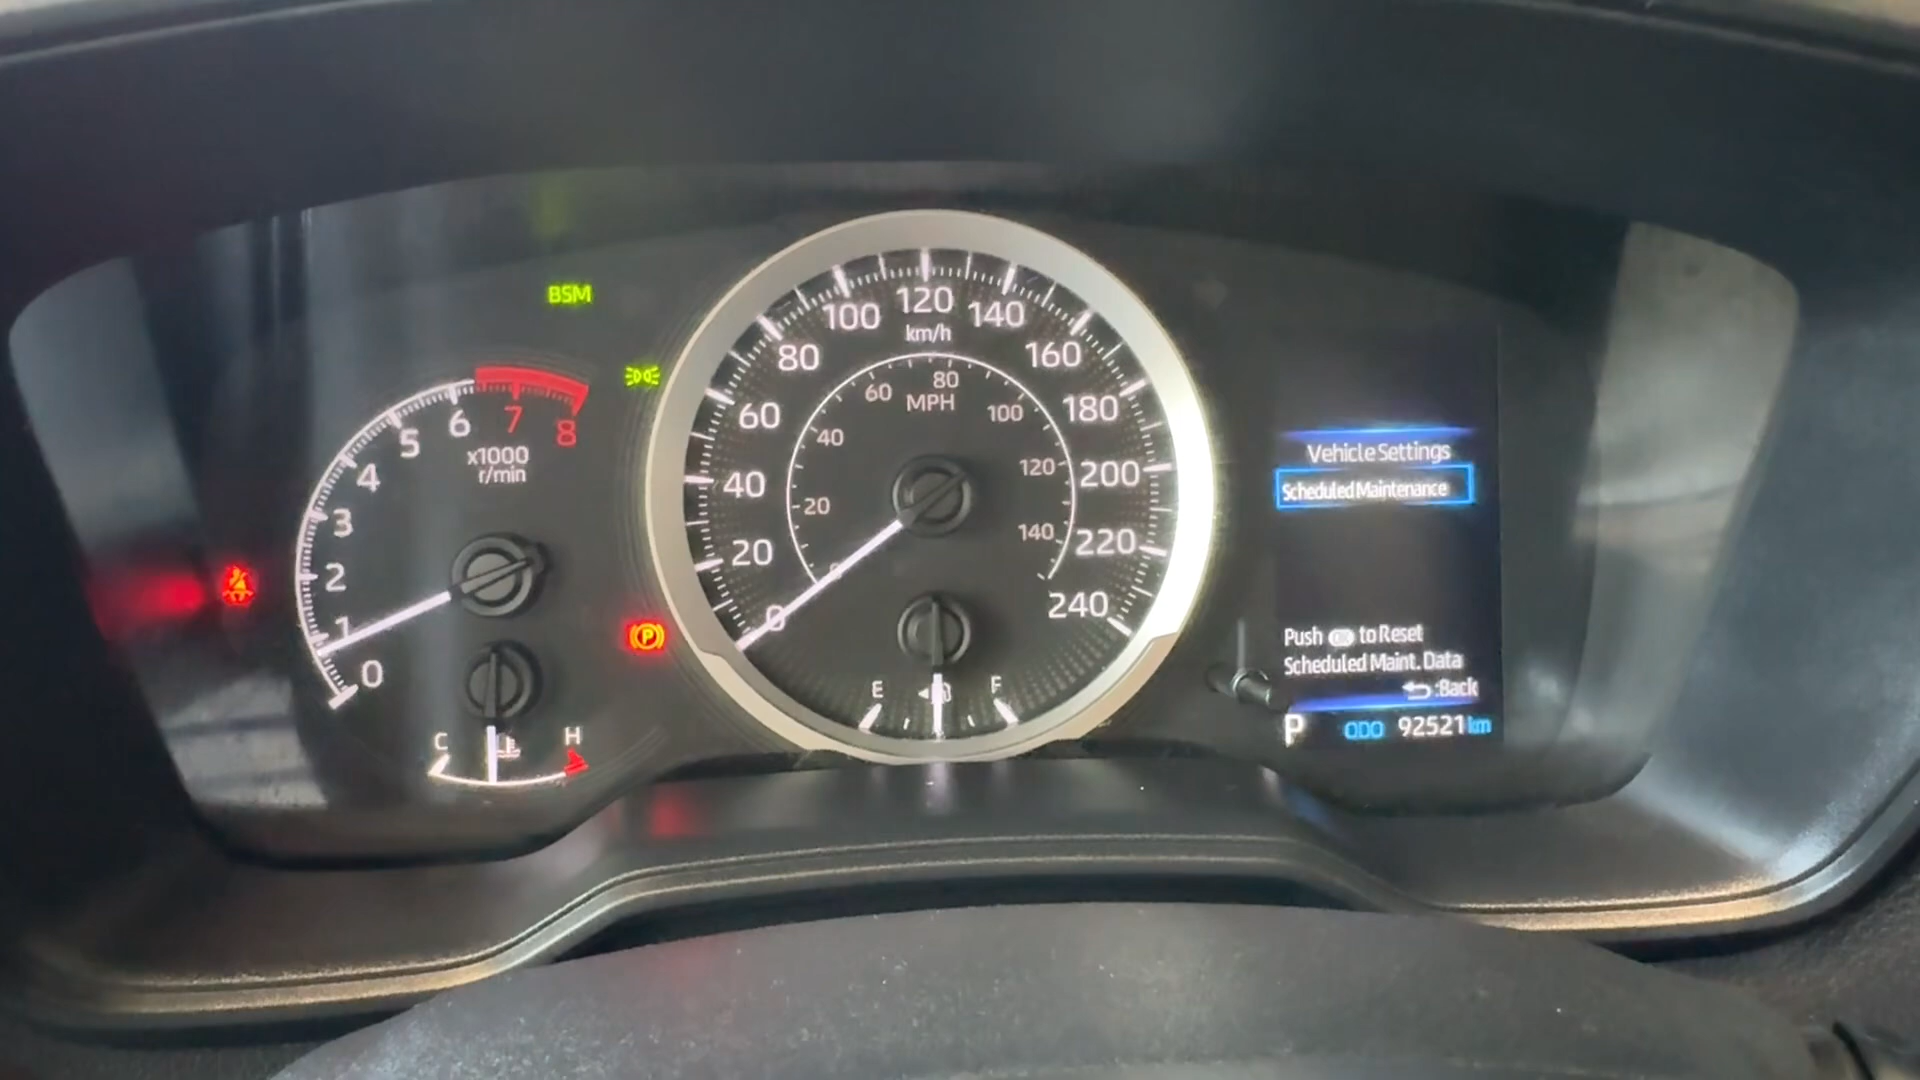 BSM
0
1
2
3
4
5
6
7
8
x1000
r/min
C
H
P
0
20
40
60
80
100
120
140
160
180
200
220
240
km/h
MPH
0
20
40
60
80
100
120
140
E
F
Vehicle Settings
Scheduled Maintenance
Push OK to Reset
Scheduled Maint. Data
:Back
P ODO 92521 km